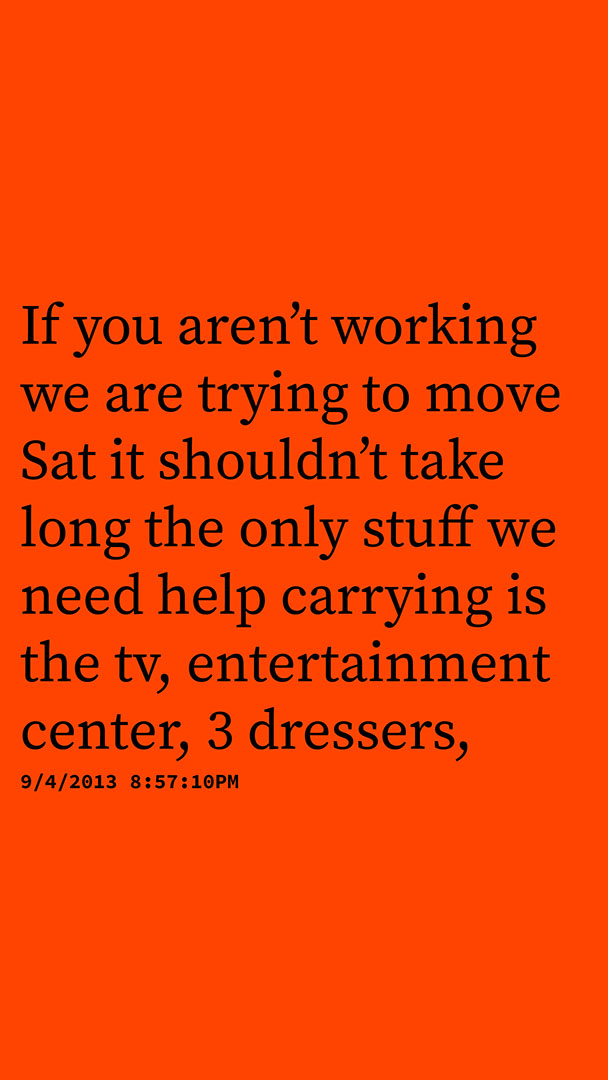 If you aren’t working
we are trying to move
Sat it shouldn’t take
long the only stuff we
need help carrying is
the tv, entertainment
center, 3 dressers,
9/4/2013 8:57:10PM